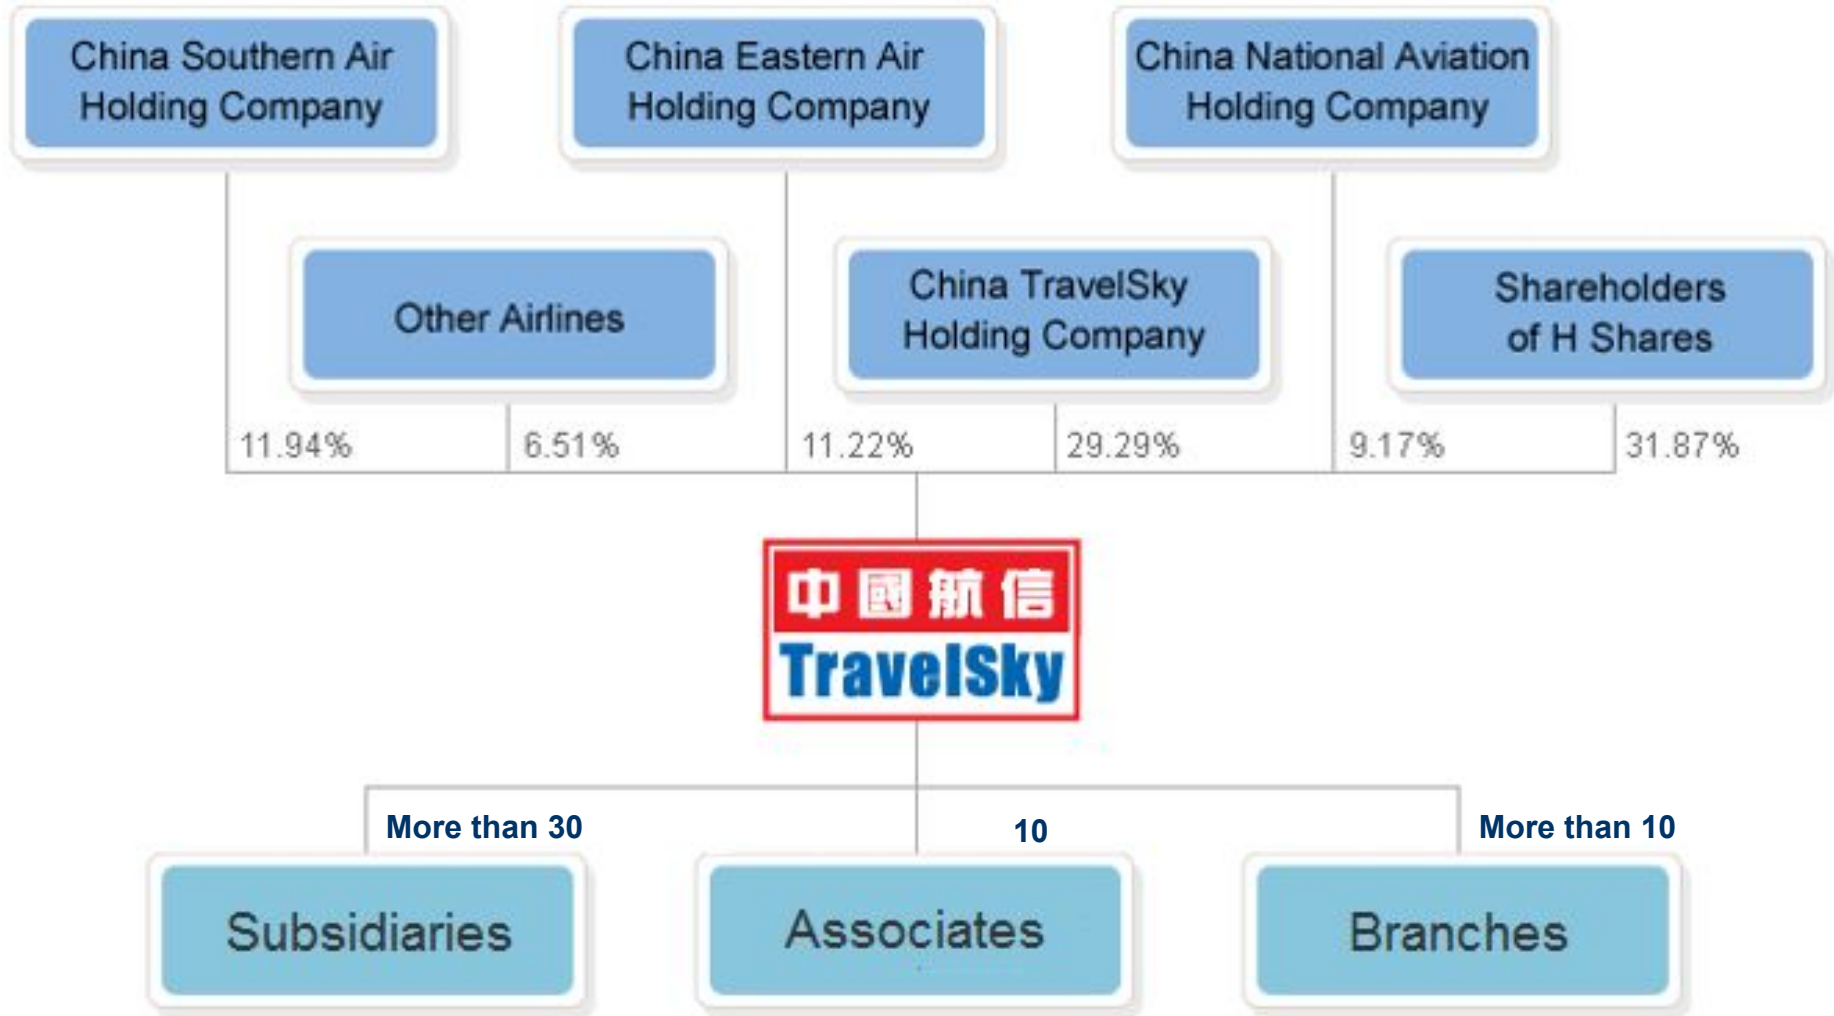 China Southern Air
Holding Company
China Eastern Air
Holding Company
China National Aviation
Holding Company
Other Airlines
China TravelSky
Holding Company
Shareholders
of H Shares
11.94%
6.51%
11.22%
29.29%
9.17%
31.87%
中國航信
TravelSky
More than 30
10
More than 10
Subsidiaries
Associates
Branches